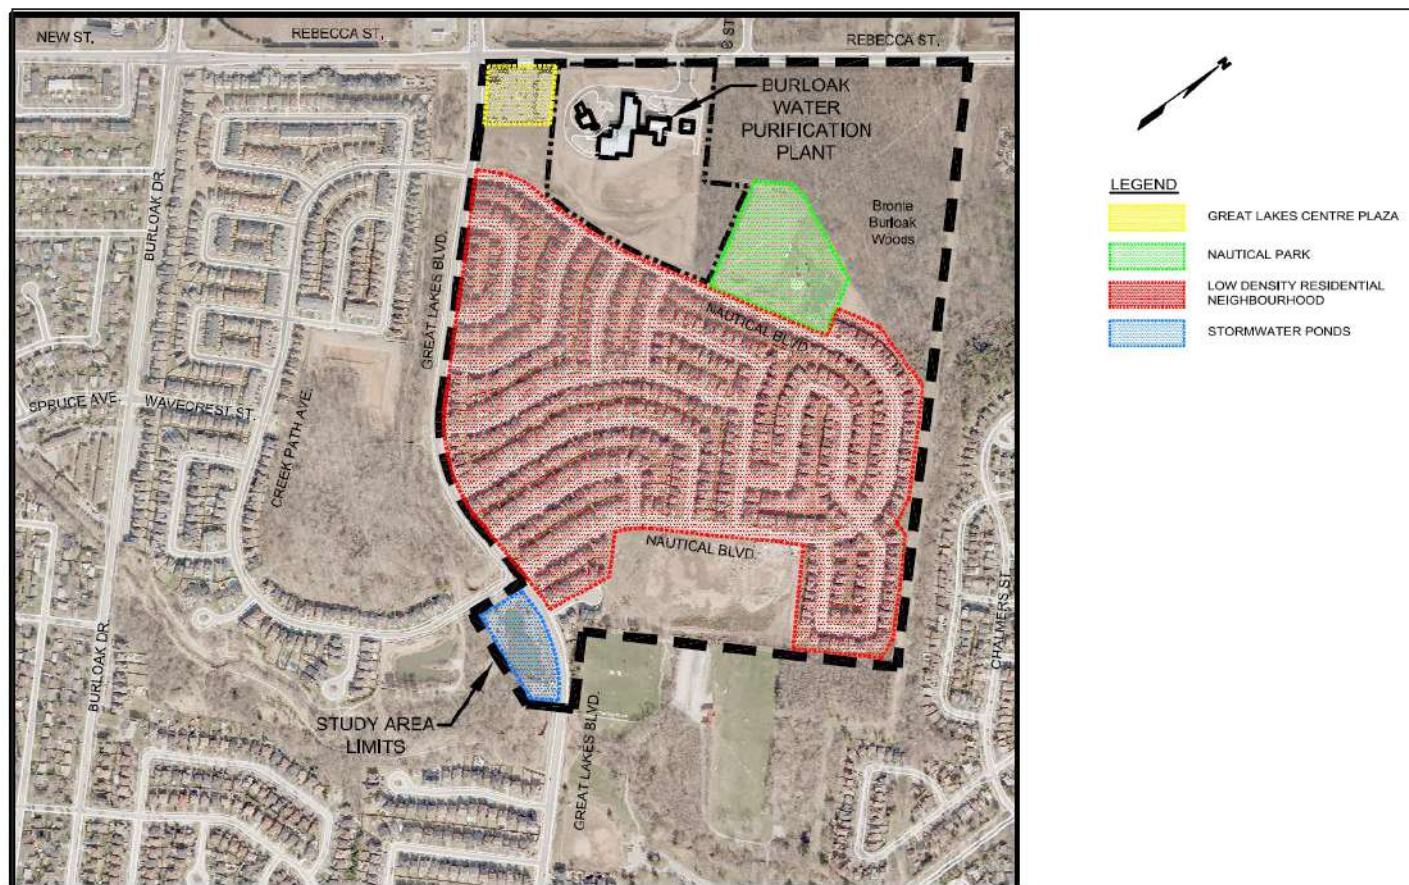 NEW ST.
REBECCA ST.
REBECCA ST.
N
BURLOAK
WATER
PURIFICATION
PLANT
LEGEND
GREAT LAKES CENTRE PLAZA
NAUTICAL PARK
LOW DENSITY RESIDENTIAL
NEIGHBOURHOOD
STORMWATER PONDS
BURLOAK DR.
GREAT LAKES BLVD.
Bronte
Burloak
Woods
NAUTICAL BLVD.
SPRUCE AVE.
WAVECREST ST.
CREEK PATH AVE.
NAUTICAL BLVD.
BURLOAK DR.
CHALMERS ST.
STUDY AREA
LIMITS
GREAT LAKES BLVD.